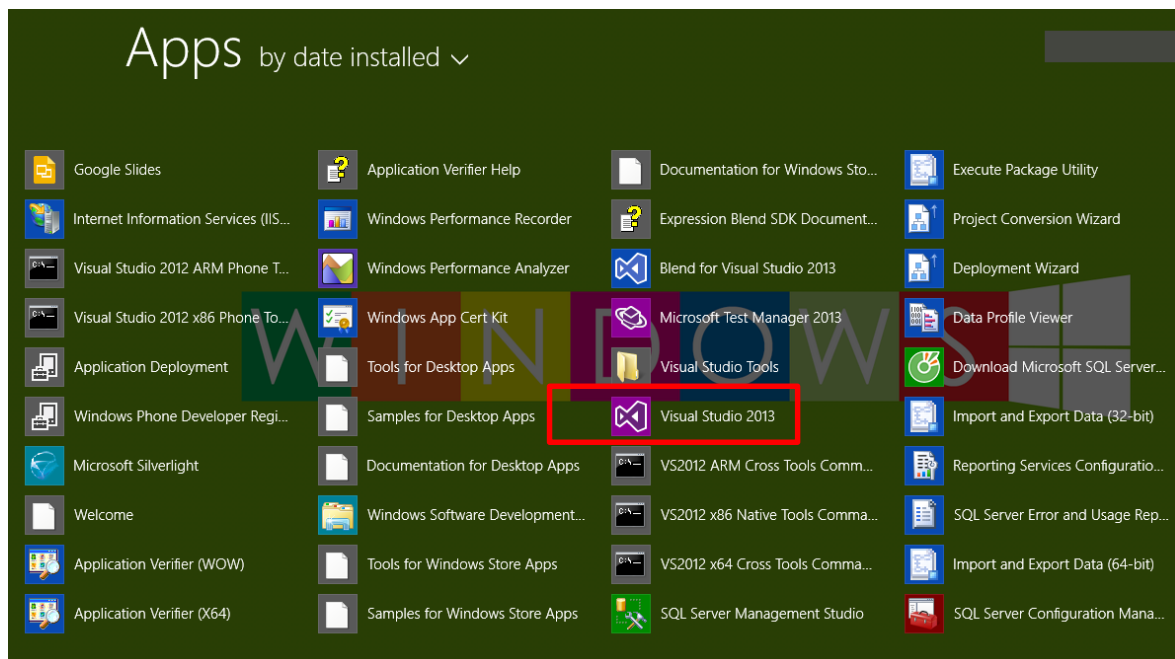 Apps by date installed
Google Slides
Internet Information Services (IIS...
Visual Studio 2012 ARM Phone T...
Visual Studio 2012 x86 Phone To...
Application Deployment
Windows Phone Developer Regi...
Microsoft Silverlight
Welcome
Application Verifier (WOW)
Application Verifier (X64)
Application Verifier Help
Windows Performance Recorder
Windows Performance Analyzer
Windows App Cert Kit
Tools for Desktop Apps
Samples for Desktop Apps
Documentation for Desktop Apps
Windows Software Development...
Tools for Windows Store Apps
Samples for Windows Store Apps
Documentation for Windows Sto...
Expression Blend SDK Document...
Blend for Visual Studio 2013
Microsoft Test Manager 2013
Visual Studio Tools
Visual Studio 2013
VS2012 ARM Cross Tools Comm...
VS2012 x86 Native Tools Comma...
VS2012 x64 Cross Tools Comma...
SQL Server Management Studio
Execute Package Utility
Project Conversion Wizard
Deployment Wizard
Data Profile Viewer
Download Microsoft SQL Server...
Import and Export Data (32-bit)
Reporting Services Configuratio...
SQL Server Error and Usage Rep...
Import and Export Data (64-bit)
SQL Server Configuration Mana...
WINDOWS